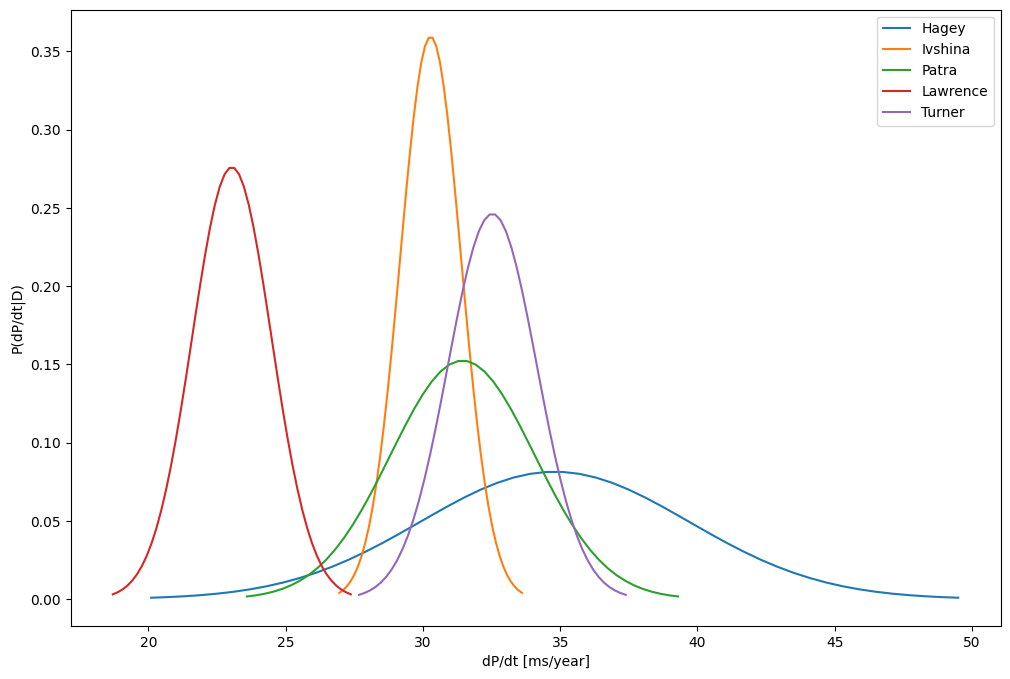 Hagey
Ivshina
Patra
Lawrence
Turner
P(dP/dt|D)
0.35
0.30
0.25
0.20
0.15
0.10
0.05
0.00
20 25 30 35 40 45 50
dP/dt [ms/year]